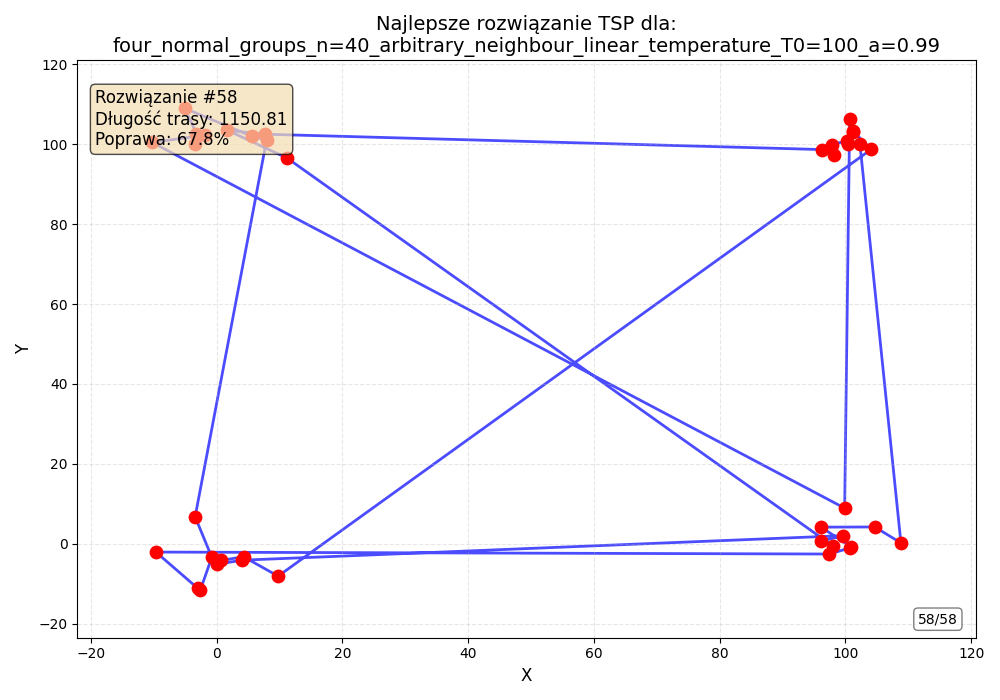 Najlepsze rozwiązanie TSP dla:
four_normal_groups_n=40_arbitrary_neighbour_linear_temperature_T0=100_a=0.99
Rozwiązanie #58
Długość trasy: 1150.81
Poprawa: 67.8%
120
100
80
60
40
20
0
−20
Y
58/58
−20
0
20
40
60
80
100
120
X